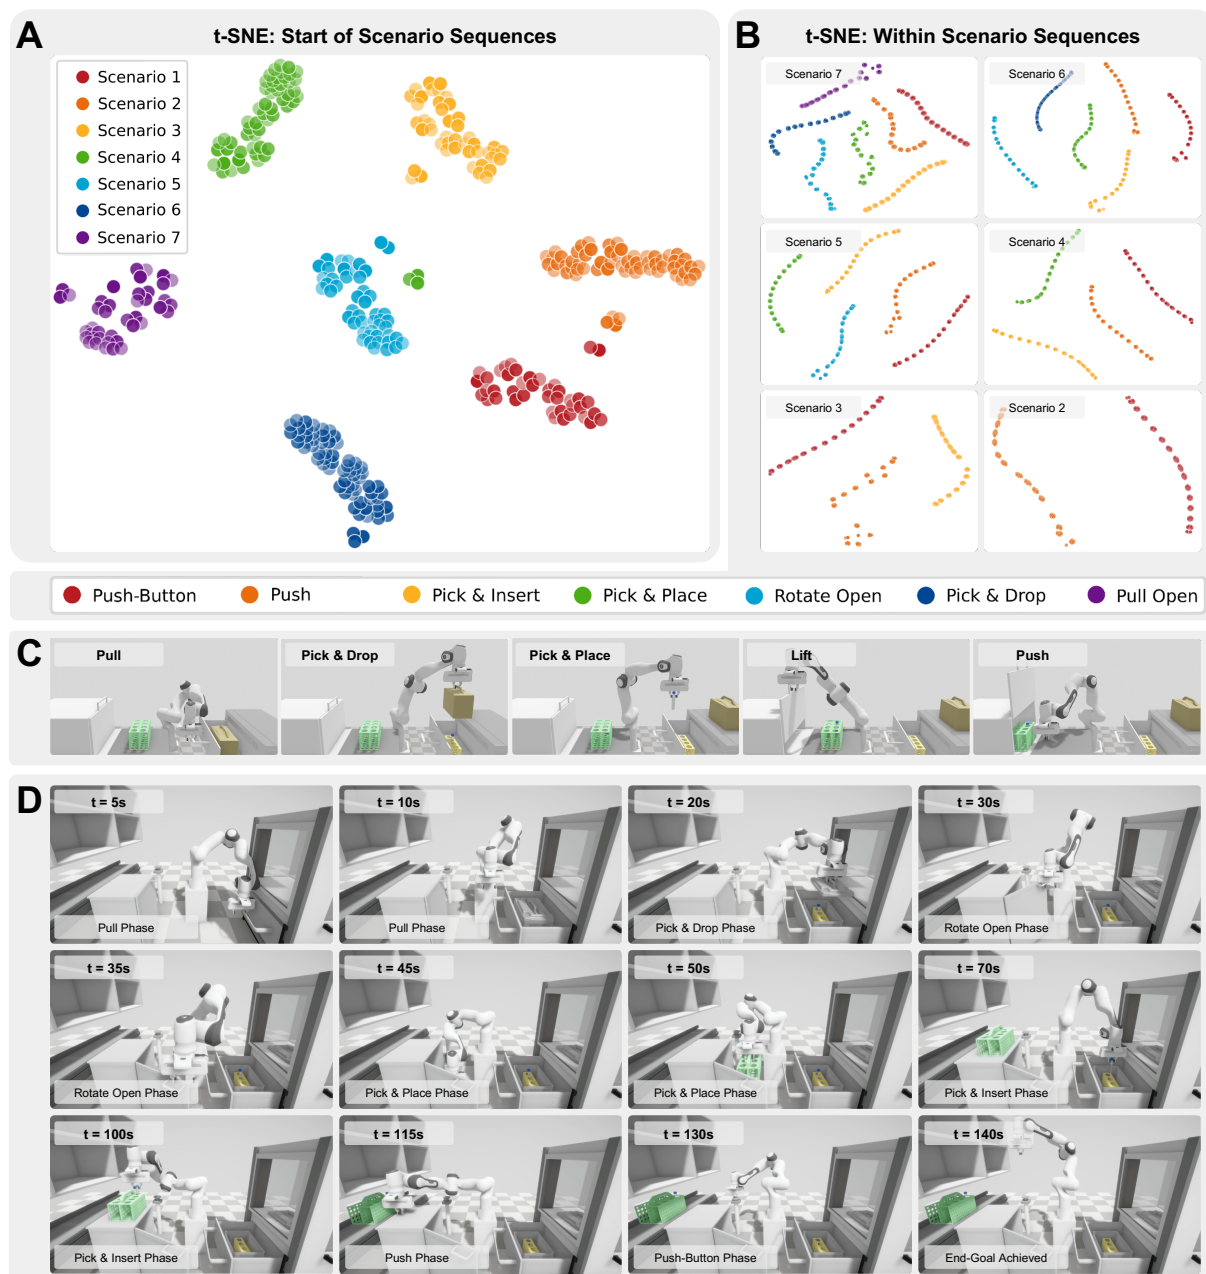 A
t-SNE: Start of Scenario Sequences
Scenario 1
Scenario 2
Scenario 3
Scenario 4
Scenario 5
Scenario 6
Scenario 7
B
t-SNE: Within Scenario Sequences
Scenario 7
Scenario 6
Scenario 5
Scenario 4
Scenario 3
Scenario 2
Push-Button
Push
Pick & Insert
Pick & Place
Rotate Open
Pick & Drop
Pull Open
C
Pull
Pick & Drop
Pick & Place
Lift
Push
D
t = 5s
Pull Phase
t = 10s
Pull Phase
t = 20s
Pick & Drop Phase
t = 30s
Rotate Open Phase
t = 35s
Rotate Open Phase
t = 45s
Pick & Place Phase
t = 50s
Pick & Place Phase
t = 70s
Pick & Insert Phase
t = 100s
Pick & Insert Phase
t = 115s
Push Phase
t = 130s
Push-Button Phase
t = 140s
End-Goal Achieved